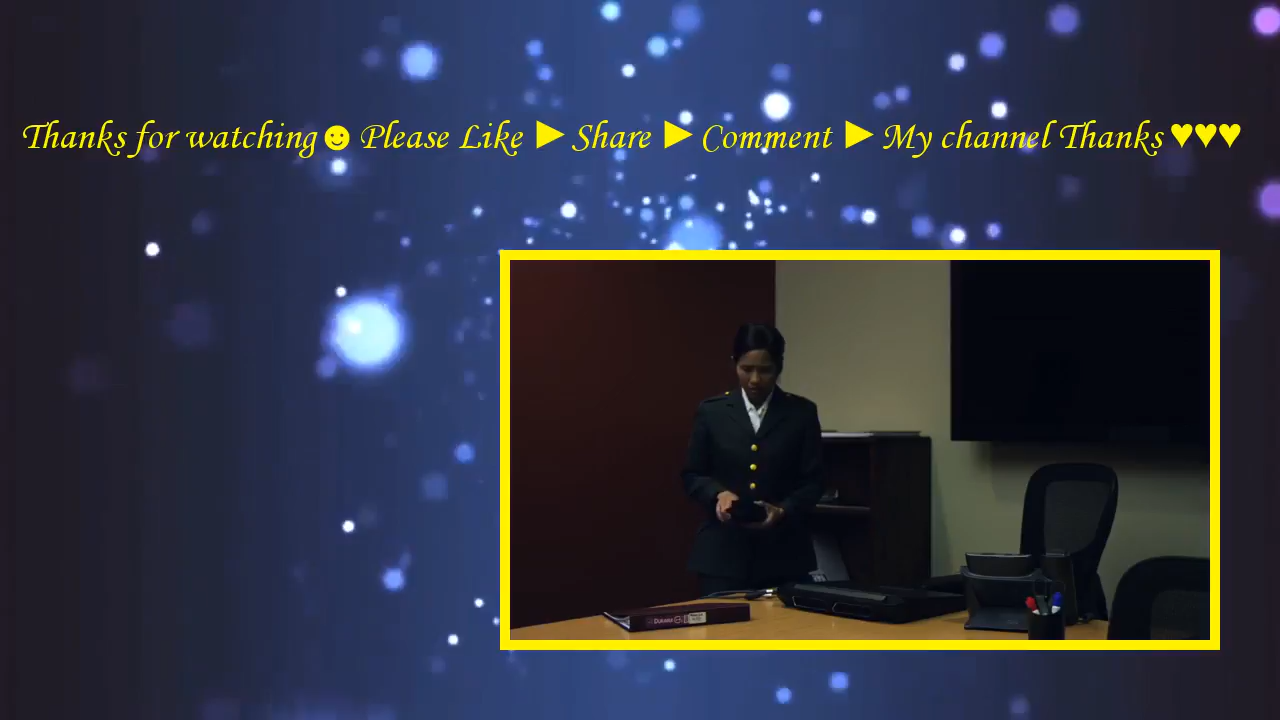 Thanks for watching☻Please Like ► Share ► Comment ► My channel Thanks ♥♥♥